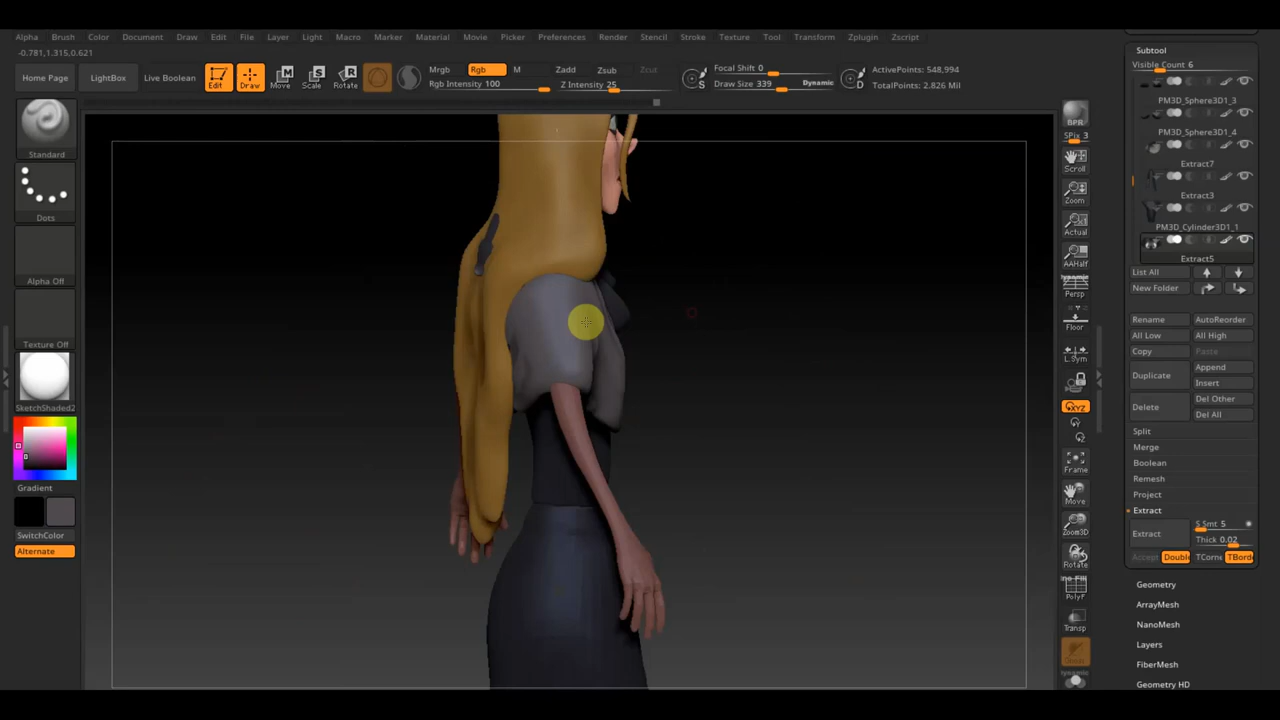 Alpha Brush Color Document Draw Edit File Layer Light Macro Marker Material Movie Picker Preferences Render Stencil Stroke Texture Tool Transform Zplugin Zscript
-0.781,1.315,0.621
Home Page LightBox Live Boolean Edit Draw Move Scale Rotate
Mrgb Rgb M
Rgb Intensity 100
Zadd Zsub Zcut
Z Intensity 25
Focal Shift 0
Draw Size 339 Dynamic
ActivePoints: 548,994
TotalPoints: 2.826 Mil
Standard
Dots
Alpha Off
Texture Off
SketchShaded2
Gradient
SwitchColor
Alternate
BPR
SPix 3
Scroll
Zoom
Actual
AAHalf
Persp
Floor
L.Sym
XYZ
Frame
Move
Zoom3D
Rotate
PolyF
Transp
Subtool
Visible Count 6
PM3D_Sphere3D1_3
PM3D_Sphere3D1_4
Extract7
Extract3
PM3D_Cylinder3D1_1
Extract5
List All
New Folder
Rename AutoReorder
All Low All High
Copy Paste
Duplicate Append
Insert
Delete Del Other
Del All
Split
Merge
Boolean
Remesh
Project
Extract
Extract S Smt 5
Thick 0.02
Accept Double TCorne TBorde
Geometry
ArrayMesh
NanoMesh
Layers
FiberMesh
Geometry HD